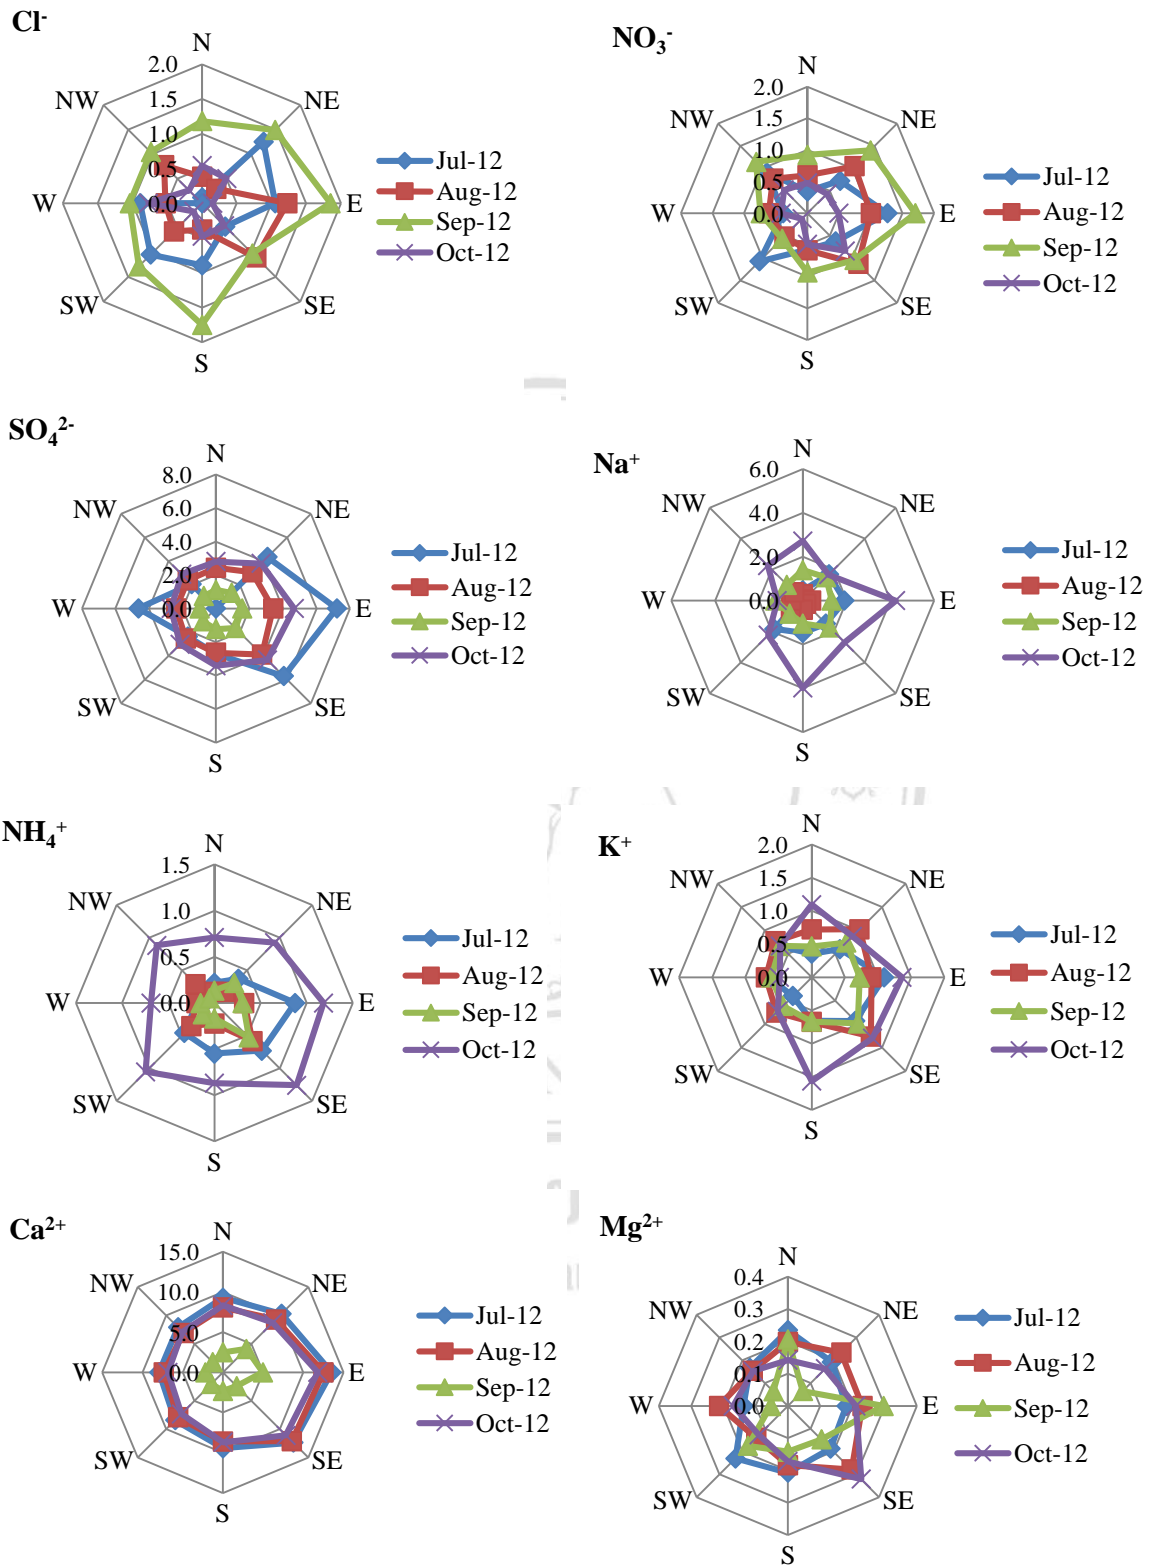 Cl-
N
2.0
NW
NE
1.5
1.0
0.5
Jul-12
Aug-12
W
0.0
E
Sep-12
Oct-12
SW
SE
S
NO3-
N
2.0
NW
NE
1.5
1.0
0.5
Jul-12
W
0.0
E
Aug-12
Sep-12
Oct-12
SW
SE
S
SO4 2-
N
8.0
NW
NE
6.0
4.0
2.0
Jul-12
Aug-12
W
0.0
E
Sep-12
Oct-12
SW
SE
S
Na+
N
6.0
NW
NE
4.0
2.0
Jul-12
Aug-12
W
0.0
E
Sep-12
Oct-12
SW
SE
S
NH4+
N
1.5
NW
NE
1.0
0.5
Jul-12
Aug-12
W
0.0
E
Sep-12
Oct-12
SW
SE
S
K+
N
2.0
NW
NE
1.5
1.0
0.5
Jul-12
Aug-12
W
0.0
E
Sep-12
Oct-12
SW
SE
S
Ca2+
N
15.0
NW
NE
10.0
5.0
Jul-12
Aug-12
W
0.0
E
Sep-12
Oct-12
SW
SE
S
Mg2+
N
0.4
NW
NE
0.3
0.2
0.1
Jul-12
Aug-12
W
0.0
E
Sep-12
Oct-12
SW
SE
S